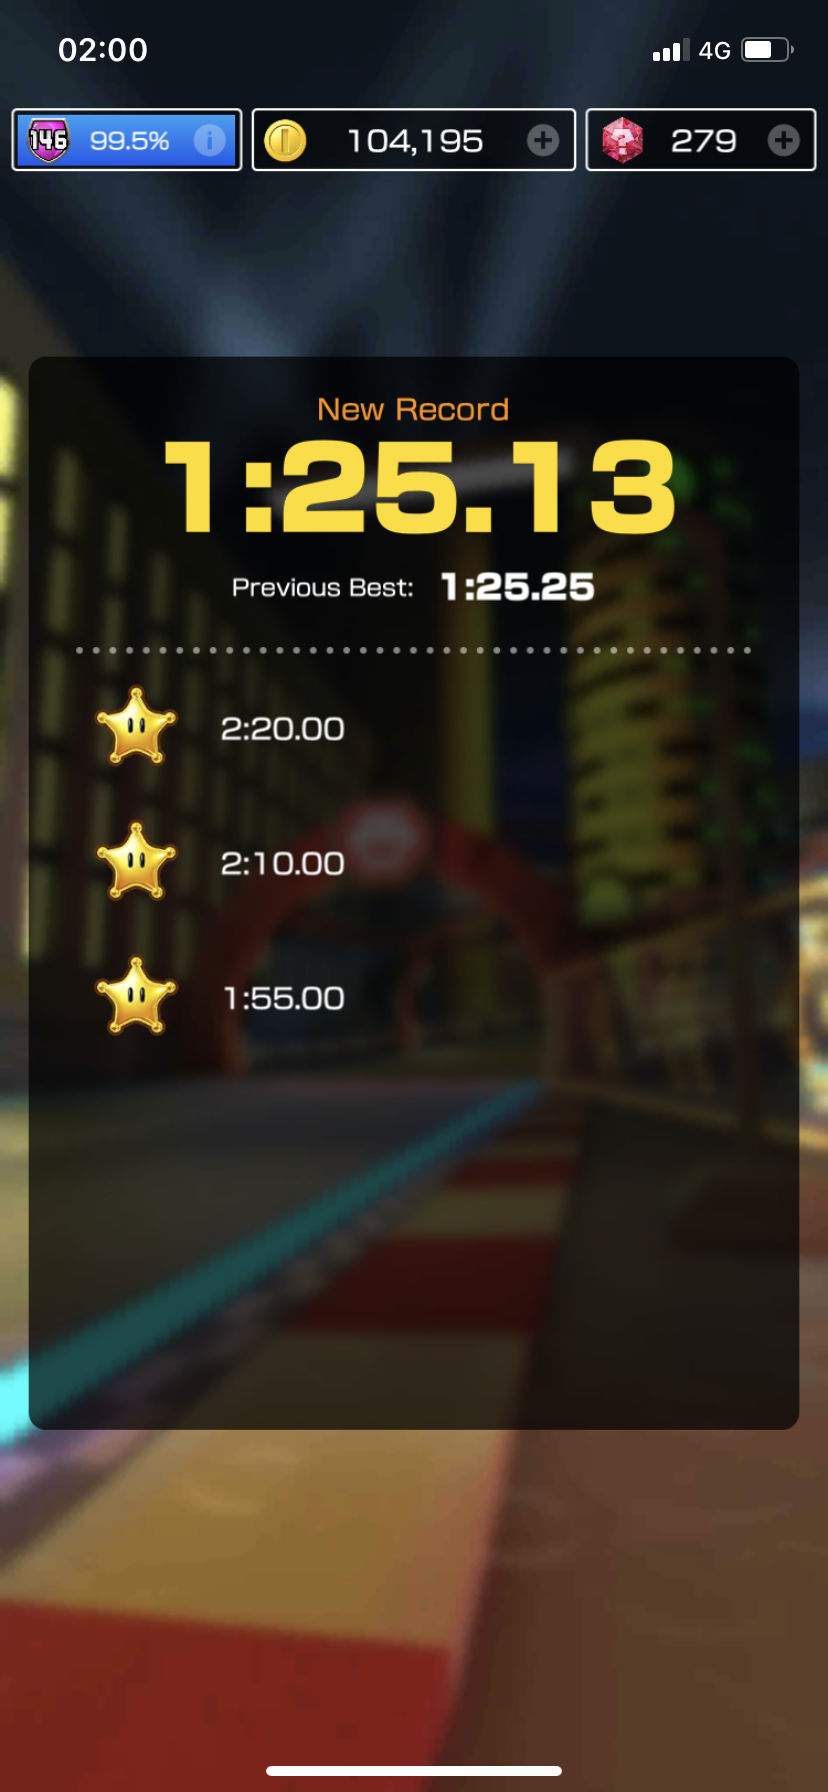 02:00 4G
146 99.5% i 104,195 + 279 +
New Record
1:25.13
Previous Best: 1:25.25
2:20.00
2:10.00
1:55.00